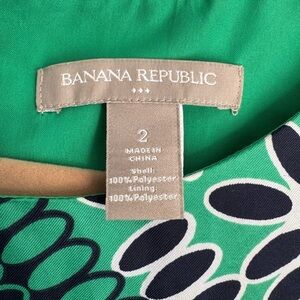 BANANA REPUBLIC
2
MADE IN
CHINA
Shell:
100%Polyester
Lining:
100%Polyester